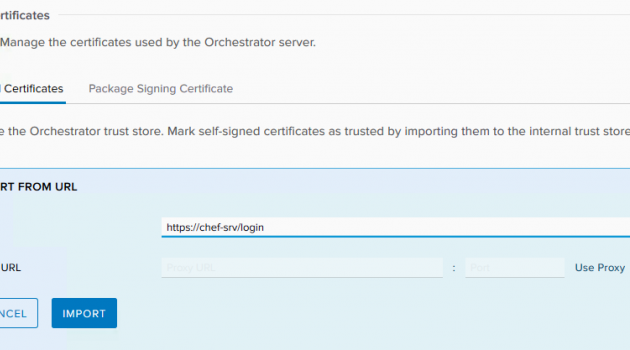 rtificates
Manage the certificates used by the Orchestrator server.
Certificates
Package Signing Certificate
e the Orchestrator trust store. Mark self-signed certificates as trusted by importing them to the internal trust store
RT FROM URL
https://chef-srv/login
URL
Proxy URL
:
Port
Use Proxy
NCEL
IMPORT